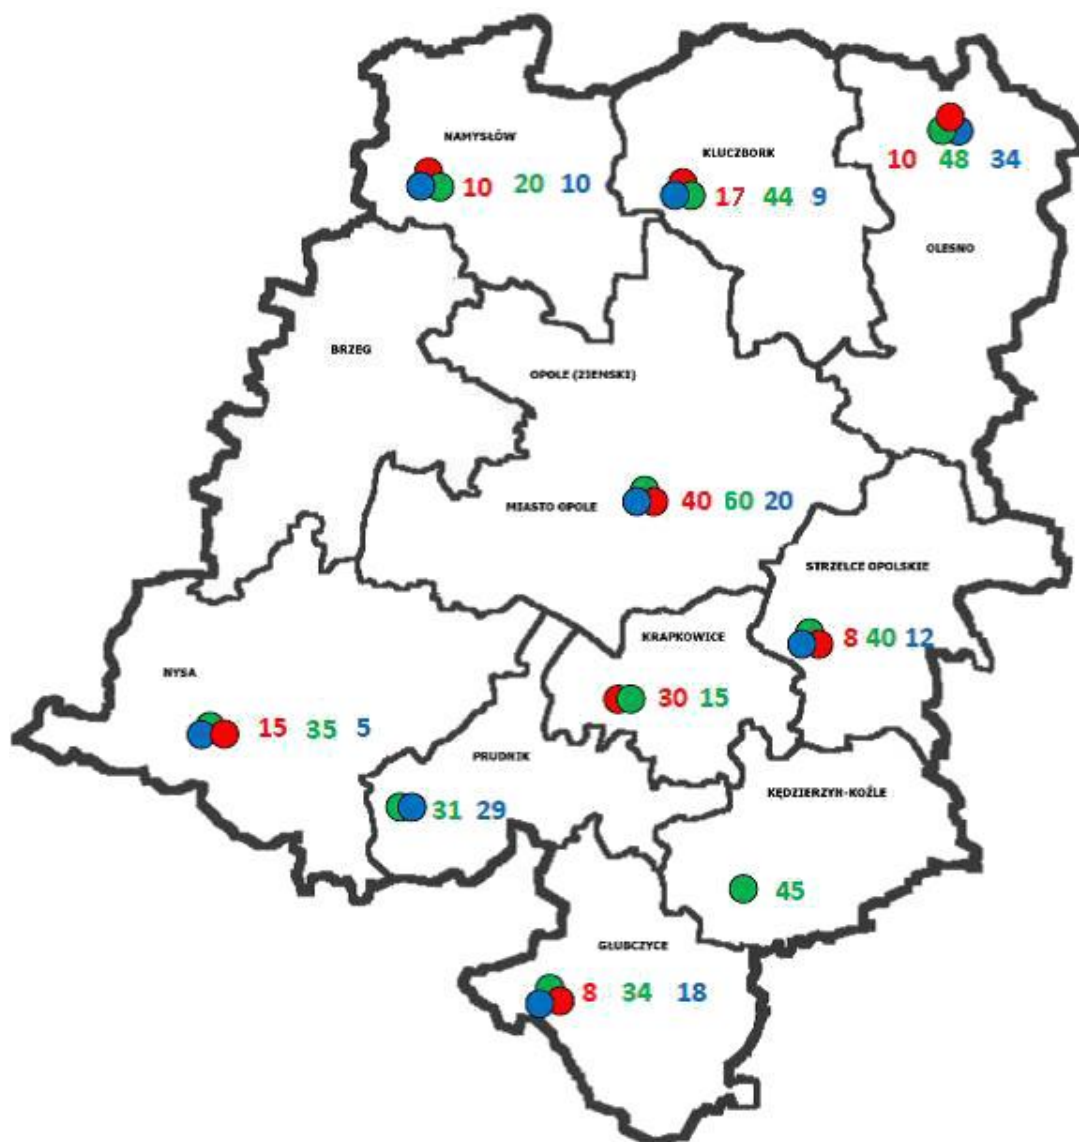 NAMYSŁÓW
10 20 10
KLUCZBORK
17 44 9
10 48 34
OLESNO
BRZEG
OPOLE (ZIEMSKI)
MIASTO OPOLE
40 60 20
STRZELCE OPOLSKIE
8 40 12
KRAPKOWICE
30 15
NYSA
15 35 5
PRUDNIK
31 29
KĘDZIERZYN-KOŹLE
45
GŁUBCZYCE
8 34 18